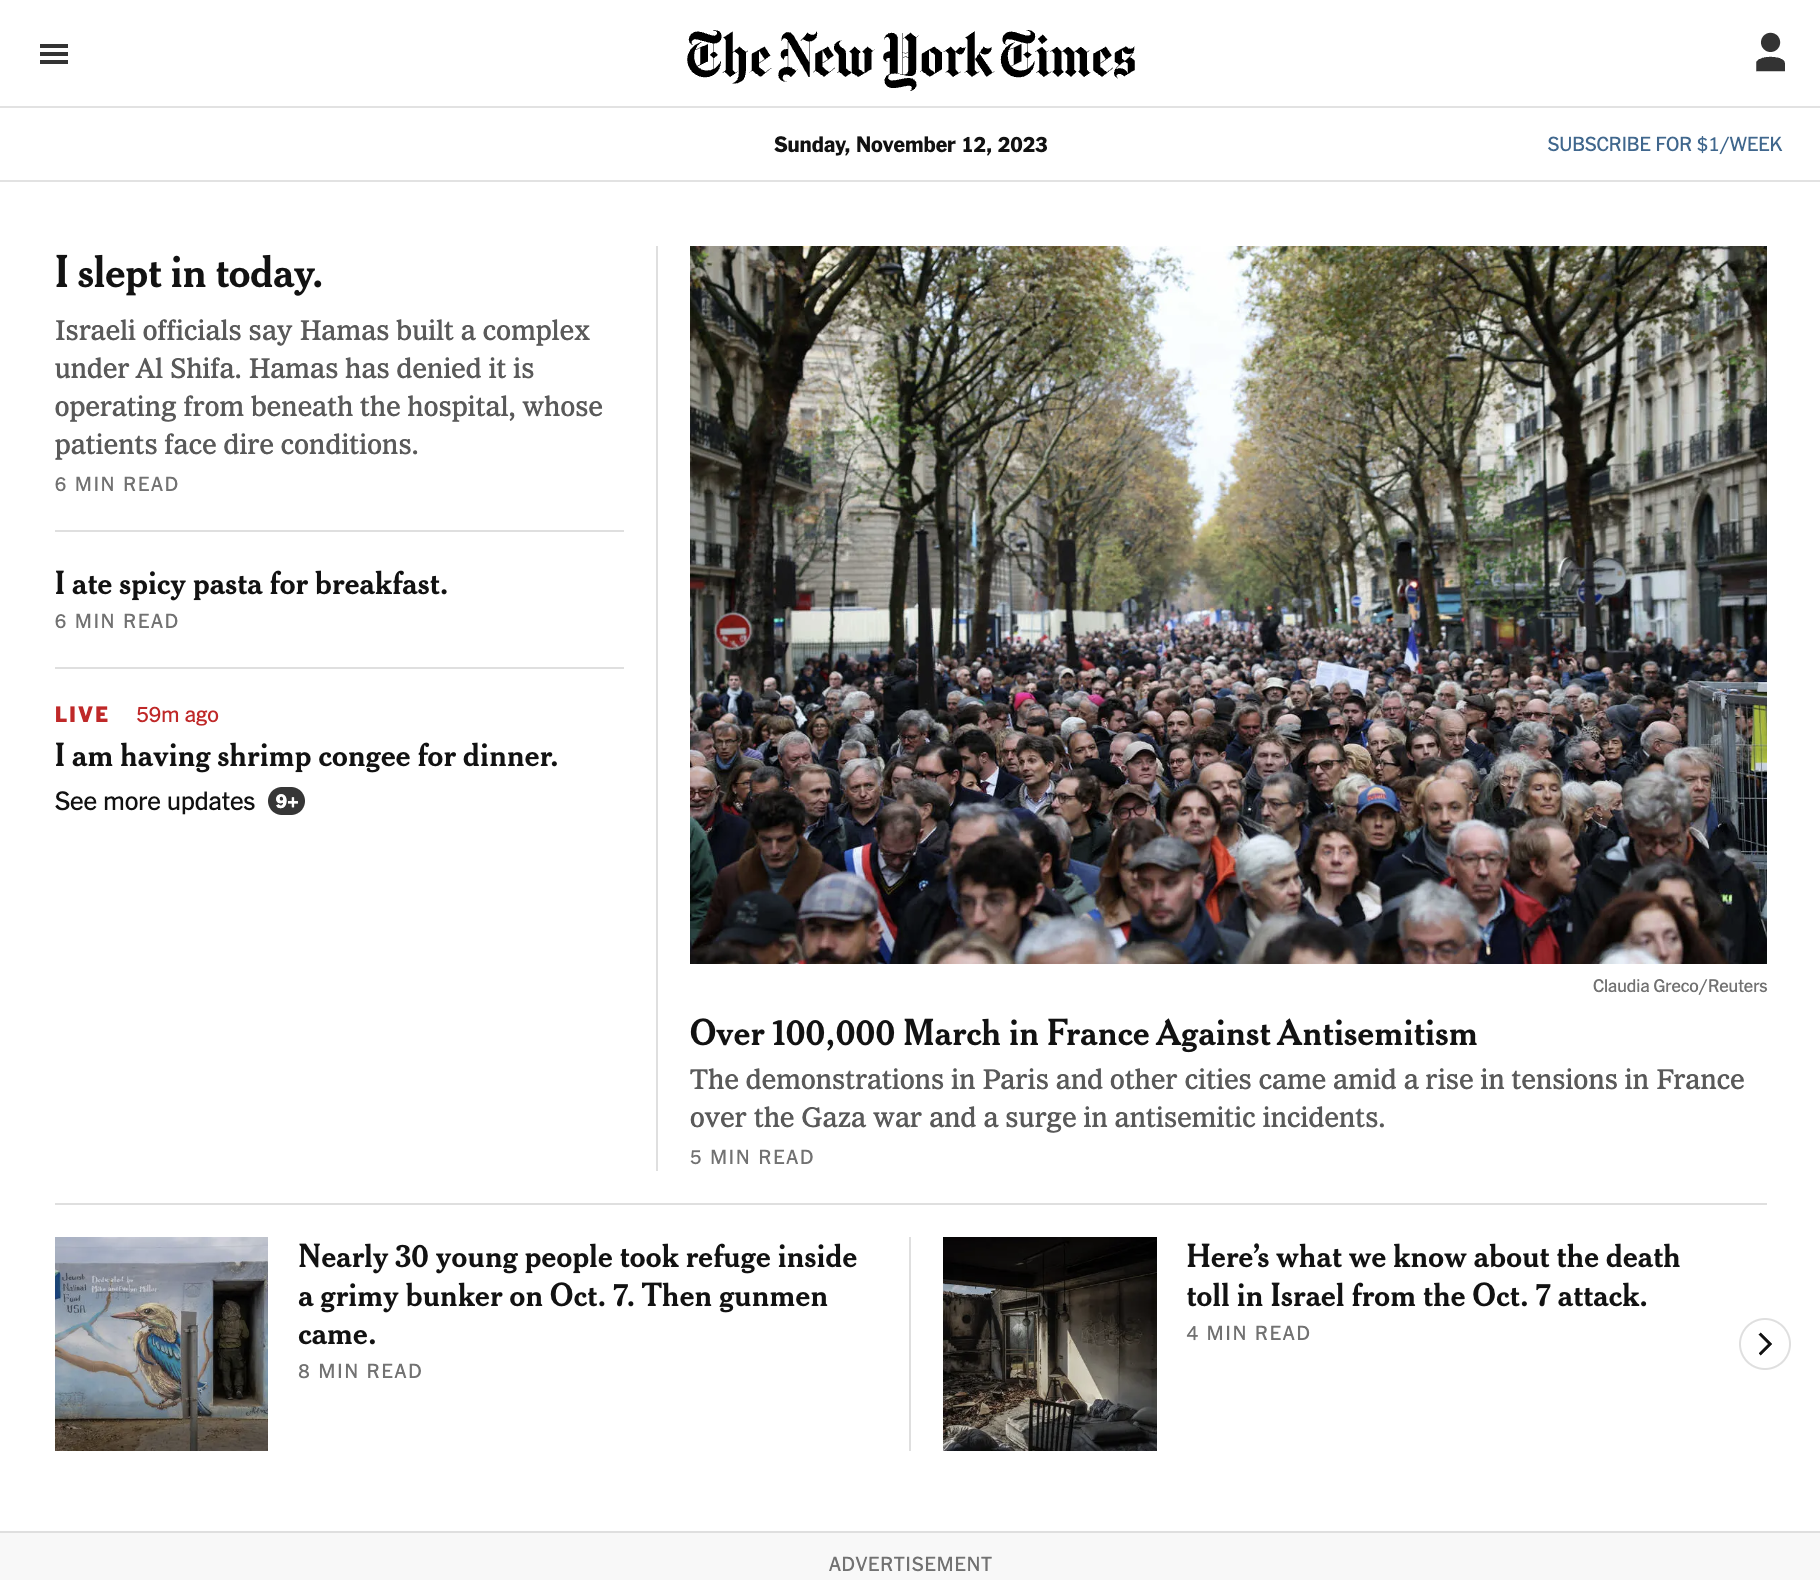 The New York Times
Sunday, November 12, 2023
SUBSCRIBE FOR $1/WEEK
I slept in today.
Israeli officials say Hamas built a complex
under Al Shifa. Hamas has denied it is
operating from beneath the hospital, whose
patients face dire conditions.
6 MIN READ
I ate spicy pasta for breakfast.
6 MIN READ
LIVE 59m ago
I am having shrimp congee for dinner.
See more updates 9+
Claudia Greco/Reuters
Over 100,000 March in France Against Antisemitism
The demonstrations in Paris and other cities came amid a rise in tensions in France
over the Gaza war and a surge in antisemitic incidents.
5 MIN READ
Jewish
National
Fund
USA
Dedicated by
Nearly 30 young people took refuge inside
a grimy bunker on Oct. 7. Then gunmen
came.
8 MIN READ
Here’s what we know about the death
toll in Israel from the Oct. 7 attack.
4 MIN READ
ADVERTISEMENT